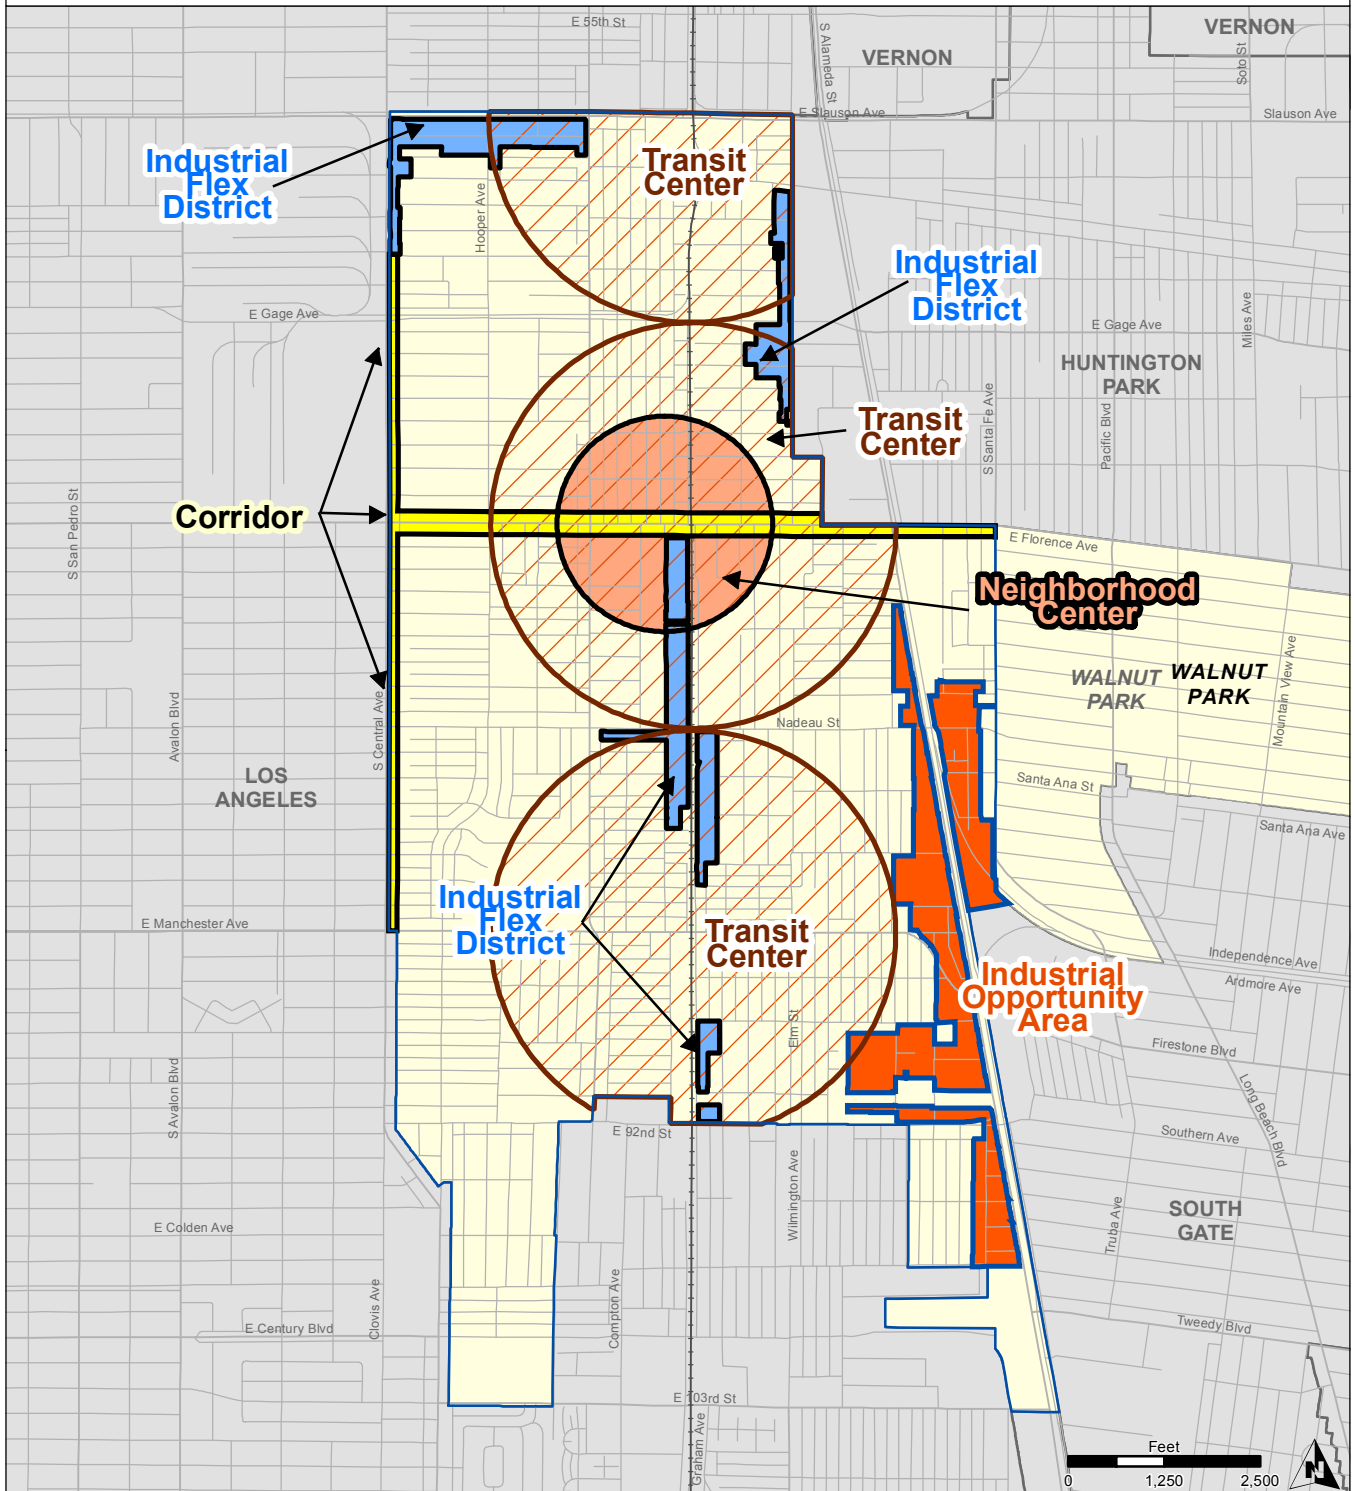 E 55th St
VERNON
VERNON
Soto St
S Alameda St
E Slauson Ave
Slauson Ave
Industrial
Flex
District
Transit
Center
Hooper Ave
Industrial
Flex
District
E Gage Ave
E Gage Ave
Miles Ave
HUNTINGTON
PARK
S Santa Fe Ave
Pacific Blvd
Transit
Center
S San Pedro St
Corridor
E Florence Ave
Neighborhood
Center
WALNUT
PARK
WALNUT
PARK
Mountain View Ave
Avalon Blvd
S Central Ave
Nadeau St
LOS
ANGELES
Santa Ana St
Santa Ana Ave
Industrial
Flex
District
E Manchester Ave
Transit
Center
Independence Ave
Ardmore Ave
Industrial
Opportunity
Area
Elm St
Firestone Blvd
Long Beach Blvd
S Avalon Blvd
E 92nd St
Southern Ave
Wilmington Ave
Truba Ave
SOUTH
GATE
E Colden Ave
Clovis Ave
Compton Ave
E Century Blvd
Tweedy Blvd
E 103rd St
Graham Ave
Feet
0 1,250 2,500
N